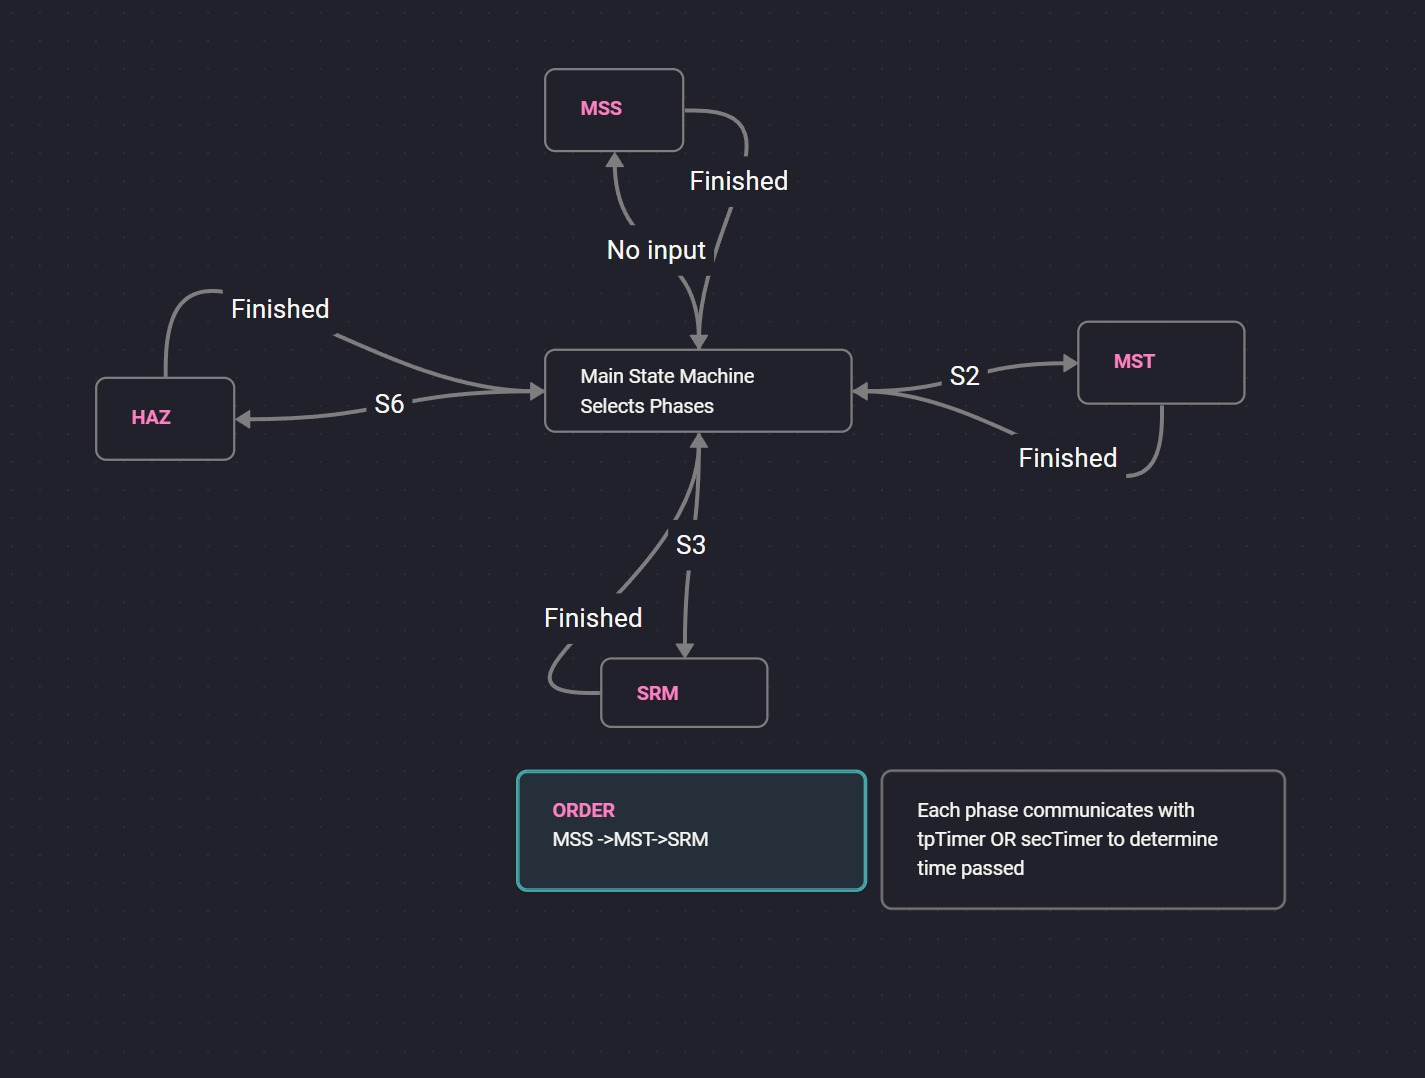 MSS
Finished
No input
Finished
Main State Machine
Selects Phases
S2
MST
HAZ
S6
Finished
S3
Finished
SRM
ORDER
MSS ->MST->SRM
Each phase communicates with
tpTimer OR secTimer to determine
time passed